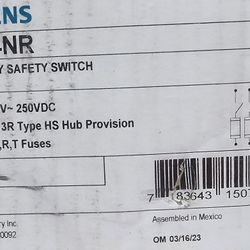 ENS
-NR
Y SAFETY SWITCH
V~ 250VDC
3R Type HS Hub Provision
,R,T Fuses
7 83643 150
ry Inc.
0092
Assembled in Mexico
OM 03/16/23